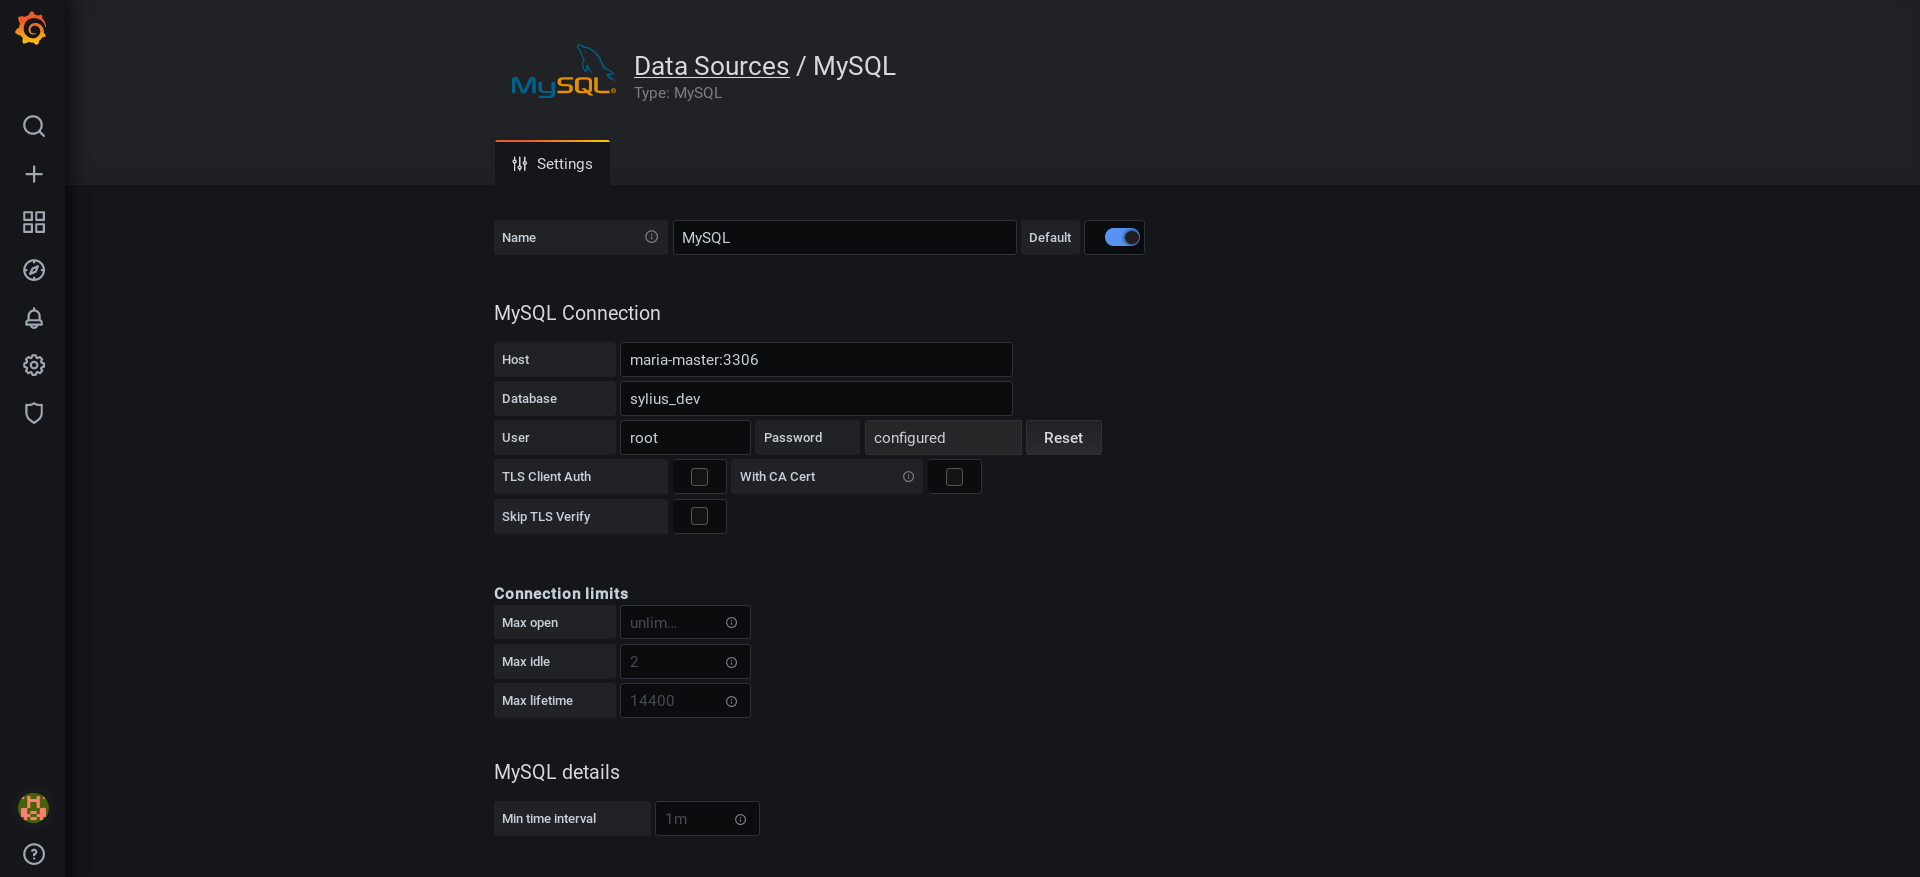 MySQL®
Data Sources / MySQL
Type: MySQL
Settings
Name MySQL Default
MySQL Connection
Host maria-master:3306
Database sylius_dev
User root Password configured Reset
TLS Client Auth With CA Cert
Skip TLS Verify
Connection limits
Max open unlim...
Max idle 2
Max lifetime 14400
MySQL details
Min time interval 1m